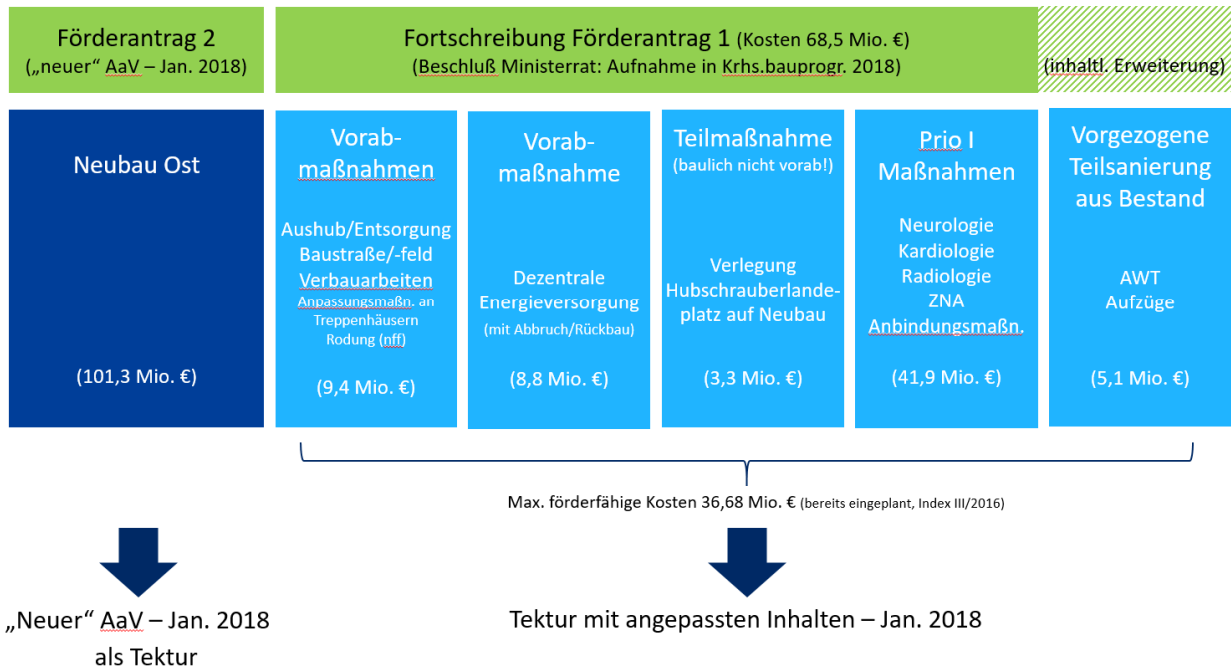 Förderantrag 2
(„neuer“ AaV – Jan. 2018)
Fortschreibung Förderantrag 1 (Kosten 68,5 Mio. €)
(Beschluß Ministerrat: Aufnahme in Krhs.bauprogr. 2018)
(inhaltl. Erweiterung)
Neubau Ost
(101,3 Mio. €)
Vorab-
maßnahmen
Aushub/Entsorgung
Baustraße/-feld
Verbauarbeiten
Anpassungsmaßn. an
Treppenhäusern
Rodung (nff)
(9,4 Mio. €)
Vorab-
maßnahme
Dezentrale
Energieversorgung
(mit Abbruch/Rückbau)
(8,8 Mio. €)
Teilmaßnahme
(baulich nicht vorab!)
Verlegung
Hubschrauberlande-
platz auf Neubau
(3,3 Mio. €)
Prio I
Maßnahmen
Neurologie
Kardiologie
Radiologie
ZNA
Anbindungsmaßn.
(41,9 Mio. €)
Vorgezogene
Teilsanierung
aus Bestand
AWT
Aufzüge
(5,1 Mio. €)
Max. förderfähige Kosten 36,68 Mio. € (bereits eingeplant, Index III/2016)
„Neuer“ AaV – Jan. 2018
als Tektur
Tektur mit angepassten Inhalten – Jan. 2018